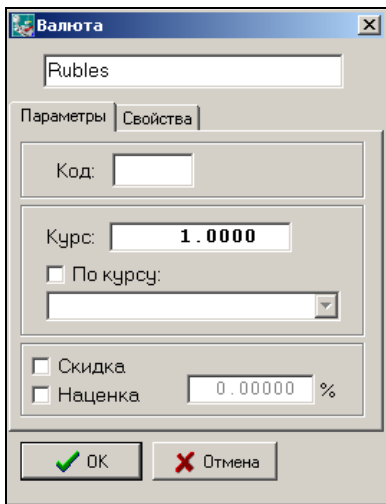 Валюта
Rubles
Параметры Свойства
Код:
Курс: 1.0000
По курсу:
Скидка
Наценка 0.00000 %
OK Отмена